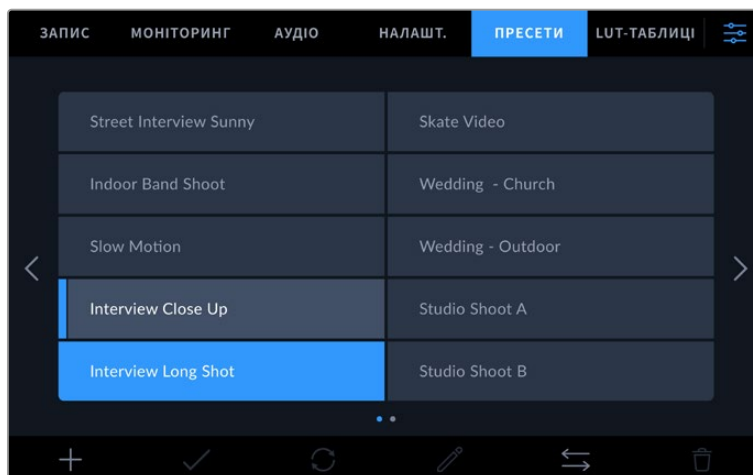 ЗАПИС МОНІТОРИНГ АУДІО НАЛАШТ. ПРЕСЕТИ LUT-ТАБЛИЦІ
Street Interview Sunny Skate Video
Indoor Band Shoot Wedding - Church
Slow Motion Wedding - Outdoor
Interview Close Up Studio Shoot A
Interview Long Shot Studio Shoot B